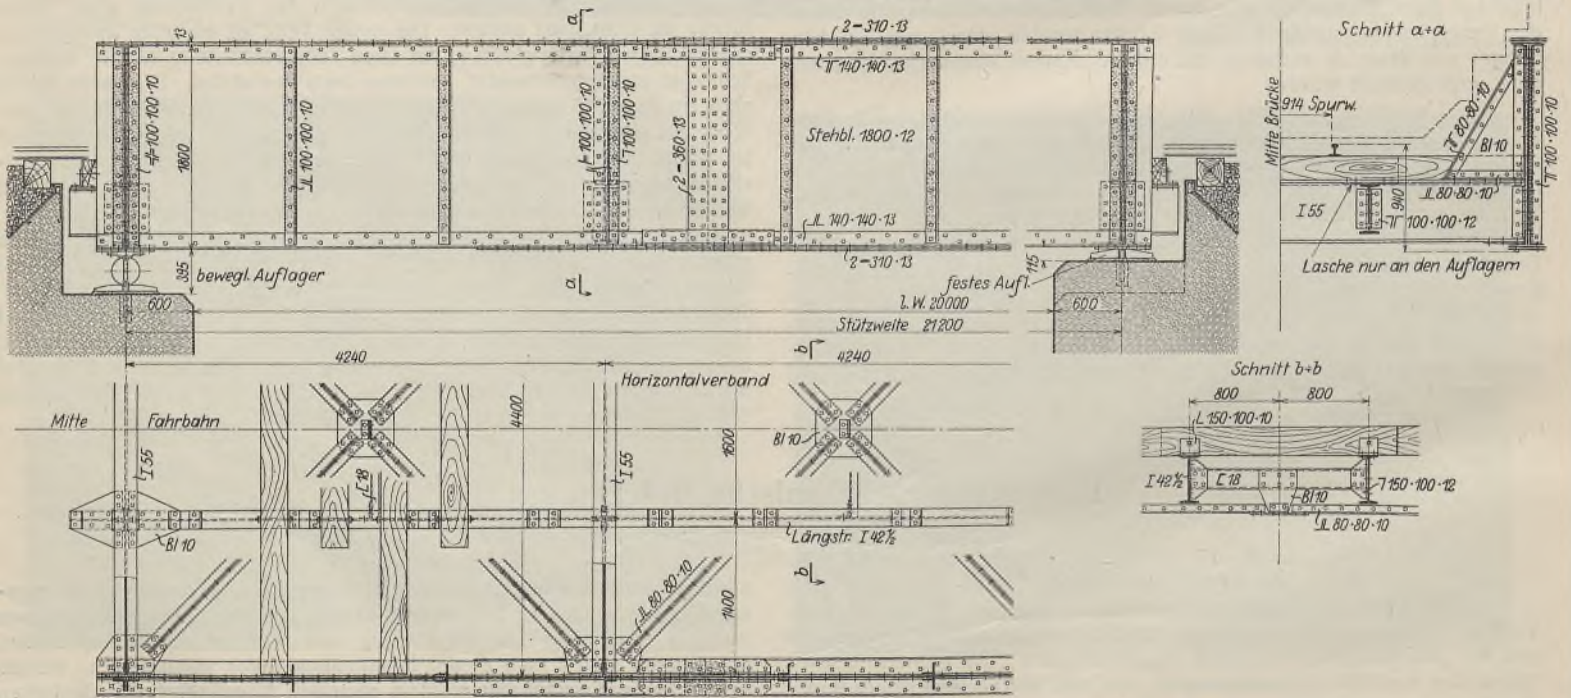 a
13
2-310·13
Schnitt a÷a
╥ 140·140·13
╬ 100·100·10
1800
╨ 100·100·10
⊢ 100·100·10
⅂ 100·100·10
2-360·13
Stehbl. 1800·12
╨ 140·140·13
2-310·13
Mitte Brücke
914 Spurw.
╥ 80·80·10
Bl 10
╥ 100·100·10
╨ 80·80·10
940
I 55
╥ 100·100·12
Lasche nur an den Auflagern
395
bewegl. Auflager
a
festes Aufl.
115
600
l. W. 20000
600
Stützweite 21200
4240
b
4240
Horizontalverband
Schnitt b÷b
800
800
Mitte Fahrbahn
4400
1600
Bl 10
L 150·100·10
I 55
I 55
[ 18
I 42½
[ 18
Bl 10
⅂ 150·100·12
╨ 80·80·10
Bl 10
Längstr. I 42½
b
╨ 80·80·10
1400